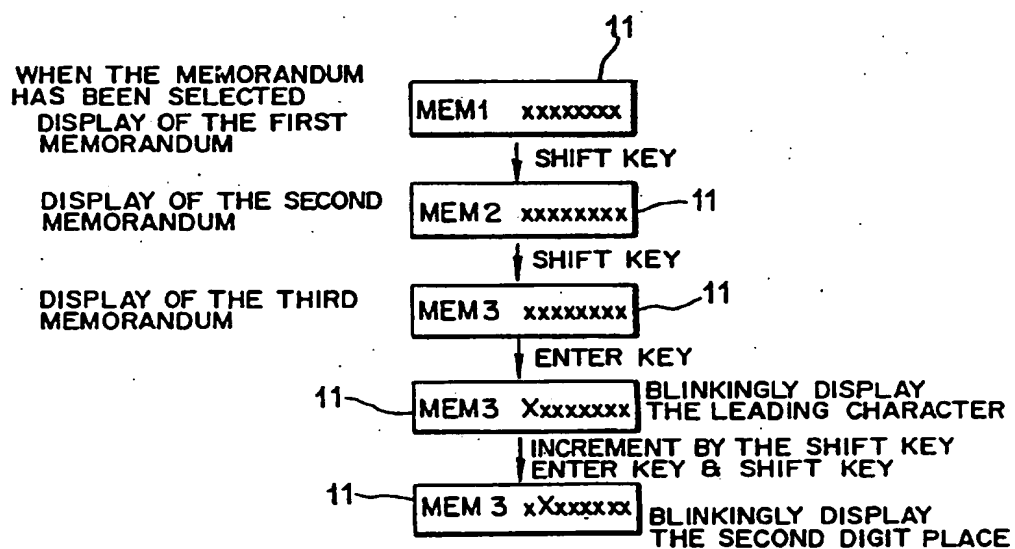 11
WHEN THE MEMORANDUM
HAS BEEN SELECTED
DISPLAY OF THE FIRST
MEMORANDUM
MEM1 xxxxxxxx
SHIFT KEY
DISPLAY OF THE SECOND
MEMORANDUM
MEM2 xxxxxxxx
11
SHIFT KEY
DISPLAY OF THE THIRD
MEMORANDUM
MEM3 xxxxxxxx
11
ENTER KEY
11
MEM3 Xxxxxxxx
BLINKINGLY DISPLAY
THE LEADING CHARACTER
INCREMENT BY THE SHIFT KEY
ENTER KEY & SHIFT KEY
11
MEM 3 xXxxxxxx
BLINKINGLY DISPLAY
THE SECOND DIGIT PLACE